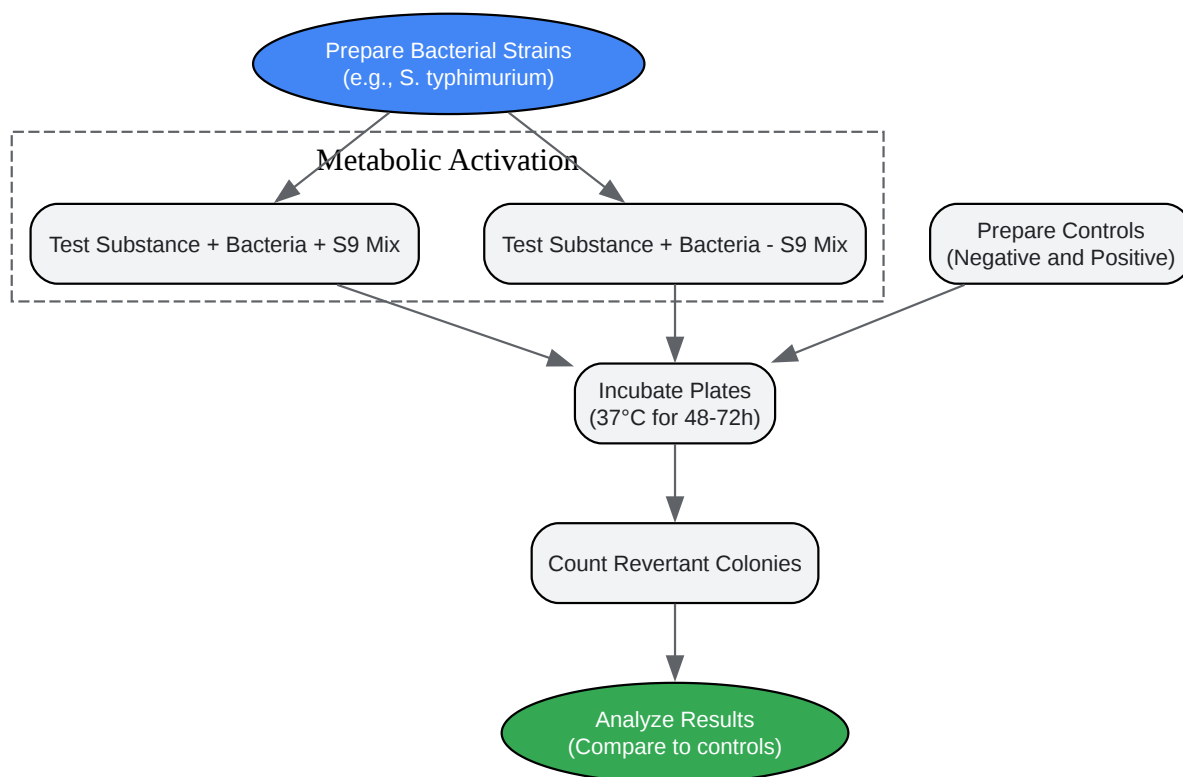 Prepare Bacterial Strains
(e.g., S. typhimurium)
Metabolic Activation
Test Substance + Bacteria + S9 Mix
Test Substance + Bacteria - S9 Mix
Prepare Controls
(Negative and Positive)
Incubate Plates
(37°C for 48-72h)
Count Revertant Colonies
Analyze Results
(Compare to controls)